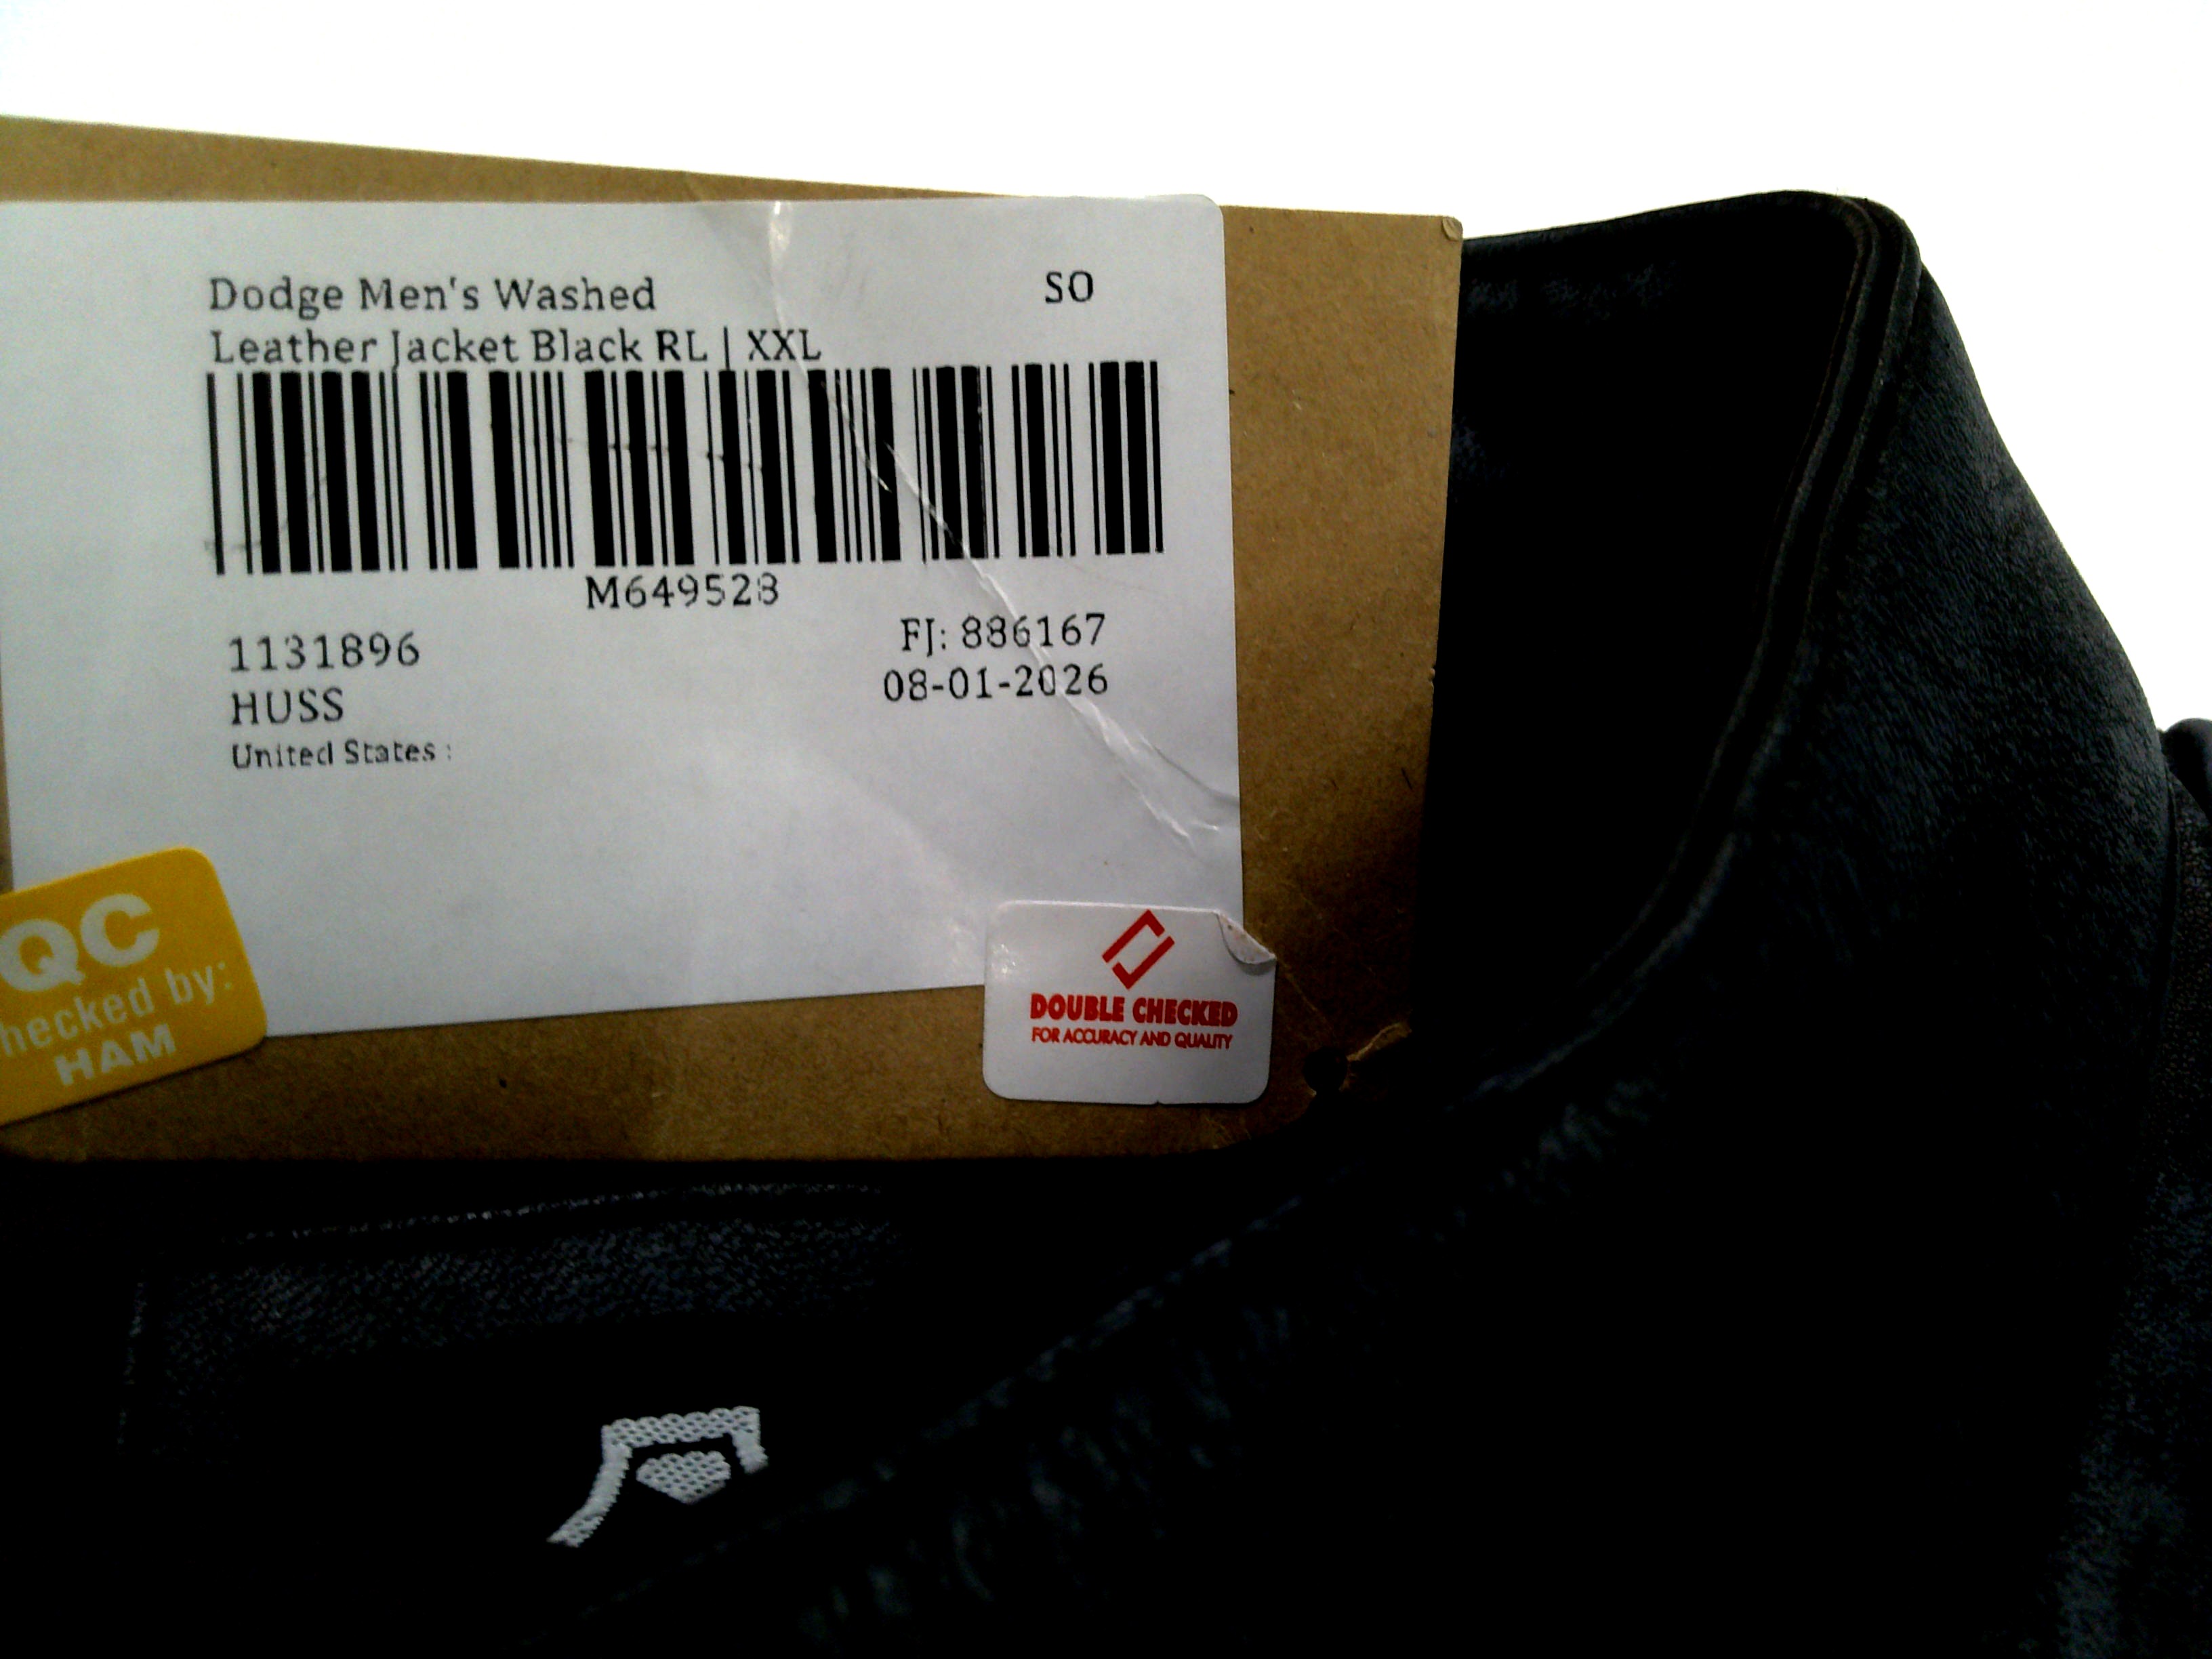 Dodge Men's Washed
Leather Jacket Black RL | XXL
SO
M649528
1131896
HUSS
United States :
FJ: 886167
08-01-2026
QC
hecked by:
HAM
DOUBLE CHECKED
FOR ACCURACY AND QUALITY